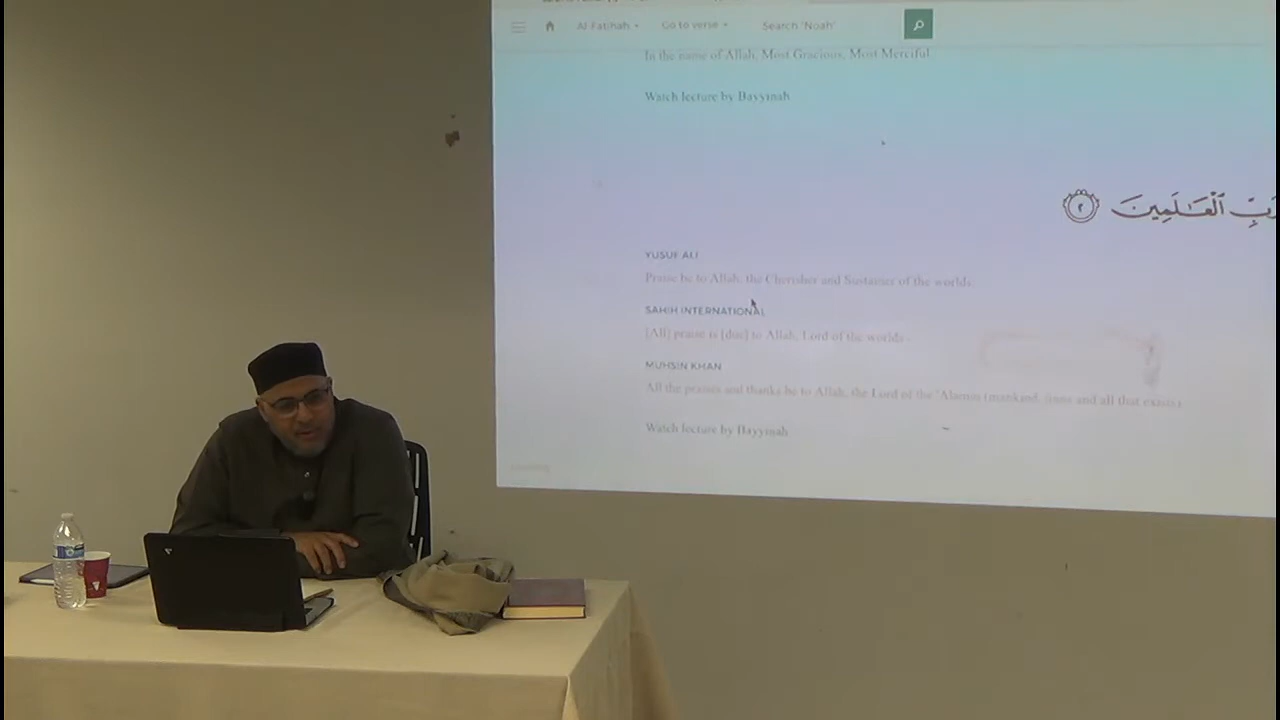 Al-Fatihah Go to verse Search "Noah"
In the name of Allah, Most Gracious, Most Merciful.
Watch lecture by Bayyinah
رَبِّ ٱلْعَـٰلَمِينَ ٢
YUSUF ALI
Praise be to Allah, the Cherisher and Sustainer of the worlds
SAHIH INTERNATIONAL
[All] praise is [due] to Allah, Lord of the worlds -
MUHSIN KHAN
All the praises and thanks be to Allah, the Lord of the 'Alamin (mankind, jinns and all that exists).
Watch lecture by Bayyinah